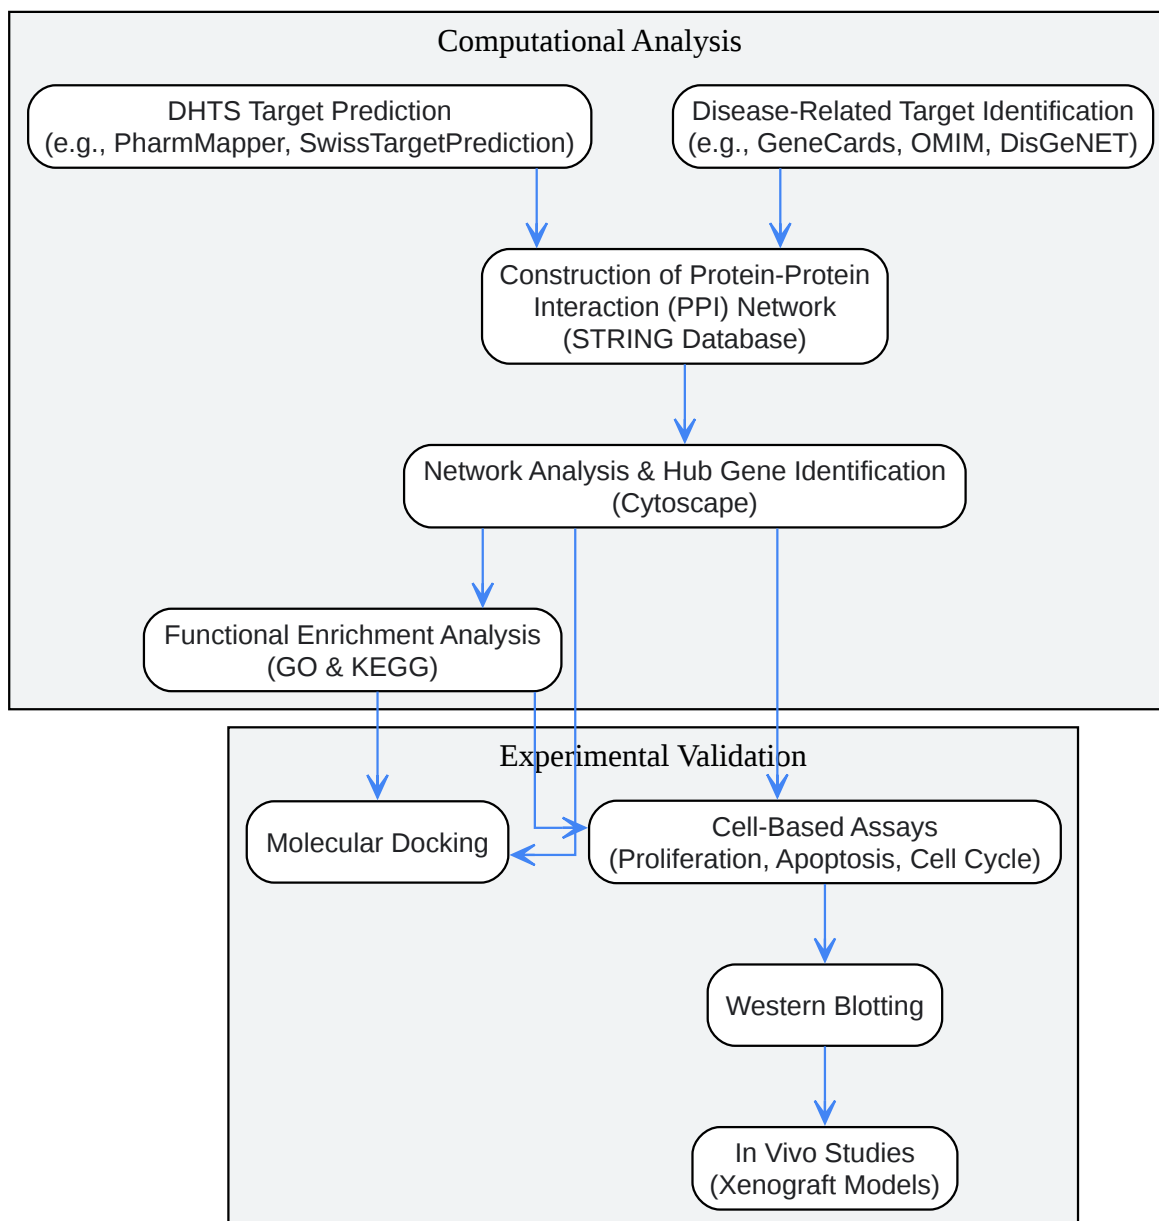 Computational Analysis
DHTS Target Prediction
(e.g., PharmMapper, SwissTargetPrediction)
Disease-Related Target Identification
(e.g., GeneCards, OMIM, DisGeNET)
Construction of Protein-Protein
Interaction (PPI) Network
(STRING Database)
Network Analysis & Hub Gene Identification
(Cytoscape)
Functional Enrichment Analysis
(GO & KEGG)
Experimental Validation
Molecular Docking
Cell-Based Assays
(Proliferation, Apoptosis, Cell Cycle)
Western Blotting
In Vivo Studies
(Xenograft Models)